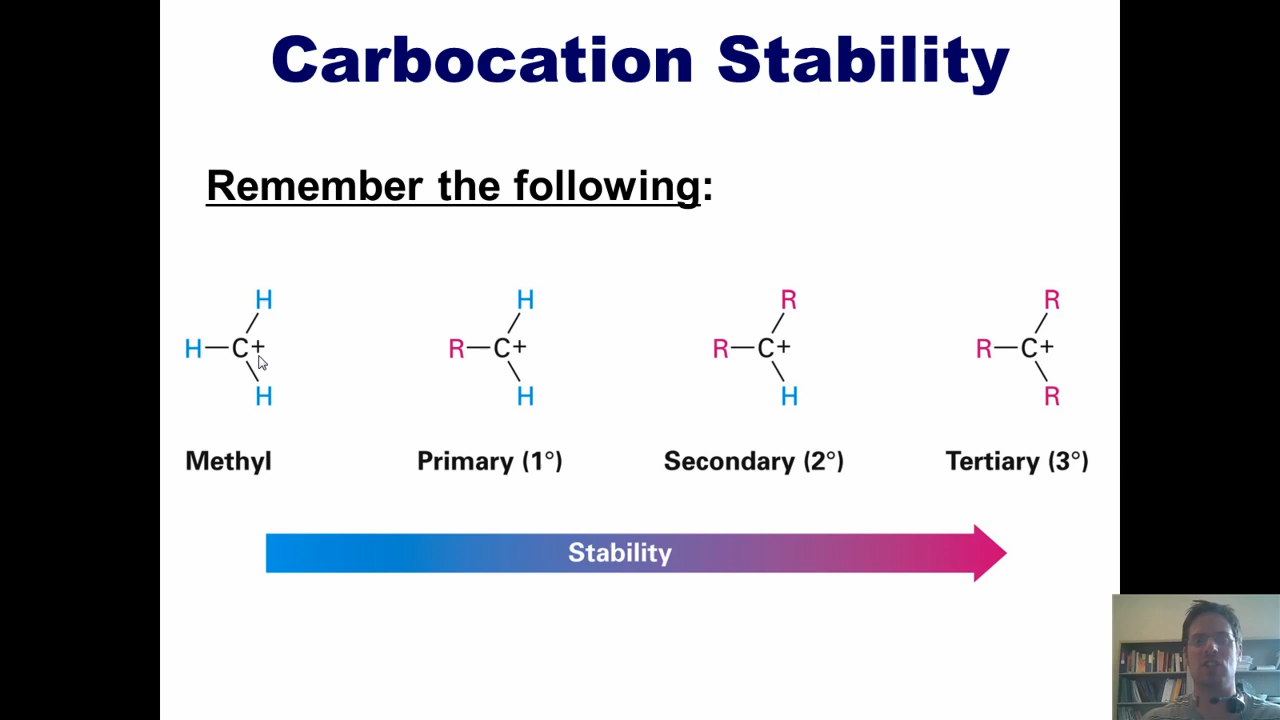 Carbocation Stability
Remember the following:
H H R R
H—C+ R—C+ R—C+ R—C+
H H H R
Methyl Primary (1°) Secondary (2°) Tertiary (3°)
Stability